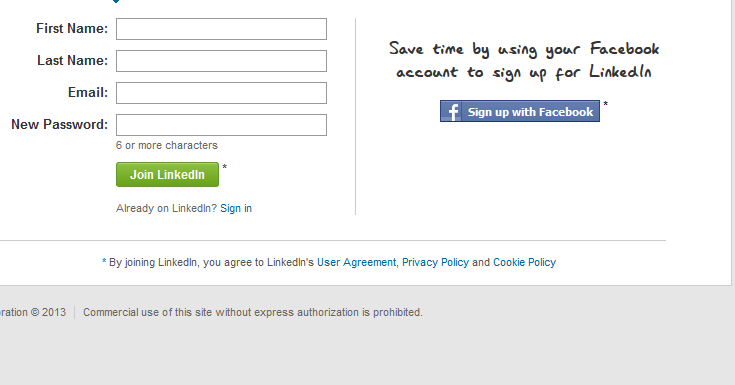 First Name:
Last Name:
Email:
New Password:
6 or more characters
Join LinkedIn *
Already on LinkedIn? Sign in
Save time by using your Facebook
account to sign up for LinkedIn
f Sign up with Facebook *
* By joining LinkedIn, you agree to LinkedIn's User Agreement, Privacy Policy and Cookie Policy
oration © 2013 | Commercial use of this site without express authorization is prohibited.